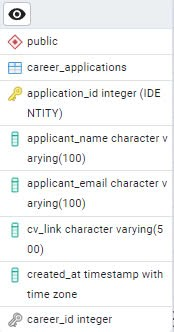 public
career_applications
application_id integer (IDE
NTITY)
applicant_name character v
arying(100)
applicant_email character v
arying(100)
cv_link character varying(5
00)
created_at timestamp with
time zone
career_id integer